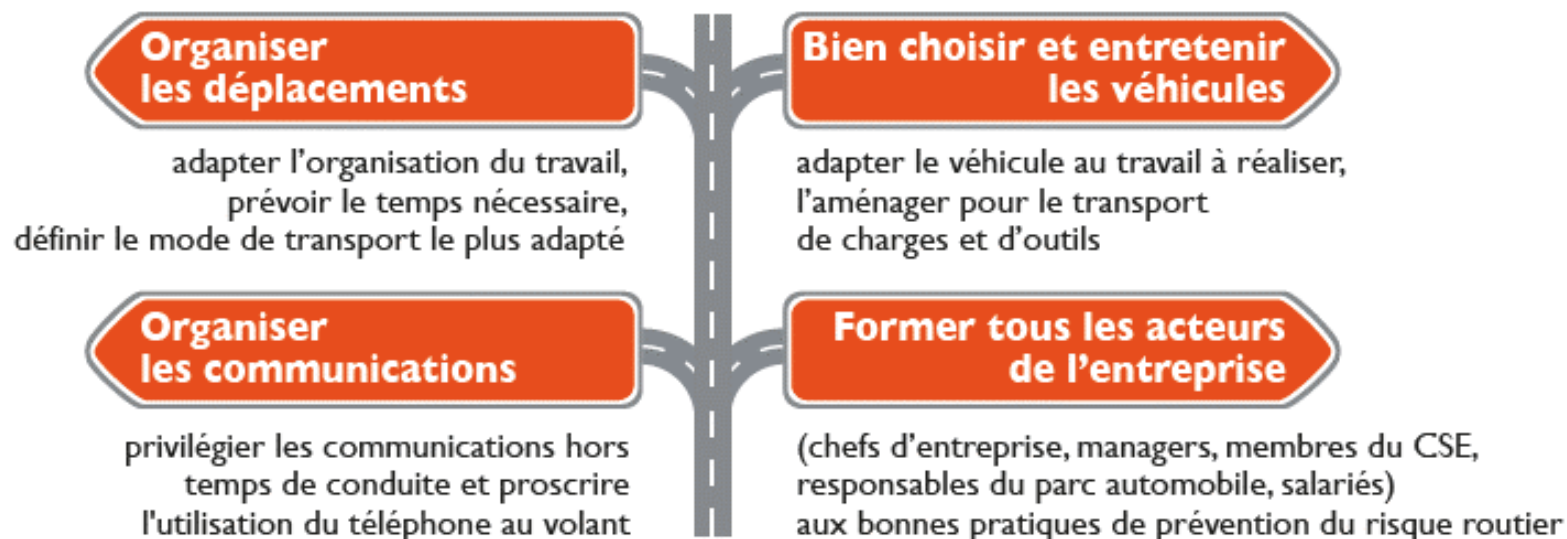 Organiser
les déplacements
adapter l’organisation du travail,
prévoir le temps nécessaire,
définir le mode de transport le plus adapté
Bien choisir et entretenir
les véhicules
adapter le véhicule au travail à réaliser,
l’aménager pour le transport
de charges et d’outils
Organiser
les communications
privilégier les communications hors
temps de conduite et proscrire
l'utilisation du téléphone au volant
Former tous les acteurs
de l’entreprise
(chefs d’entreprise, managers, membres du CSE,
responsables du parc automobile, salariés)
aux bonnes pratiques de prévention du risque routier